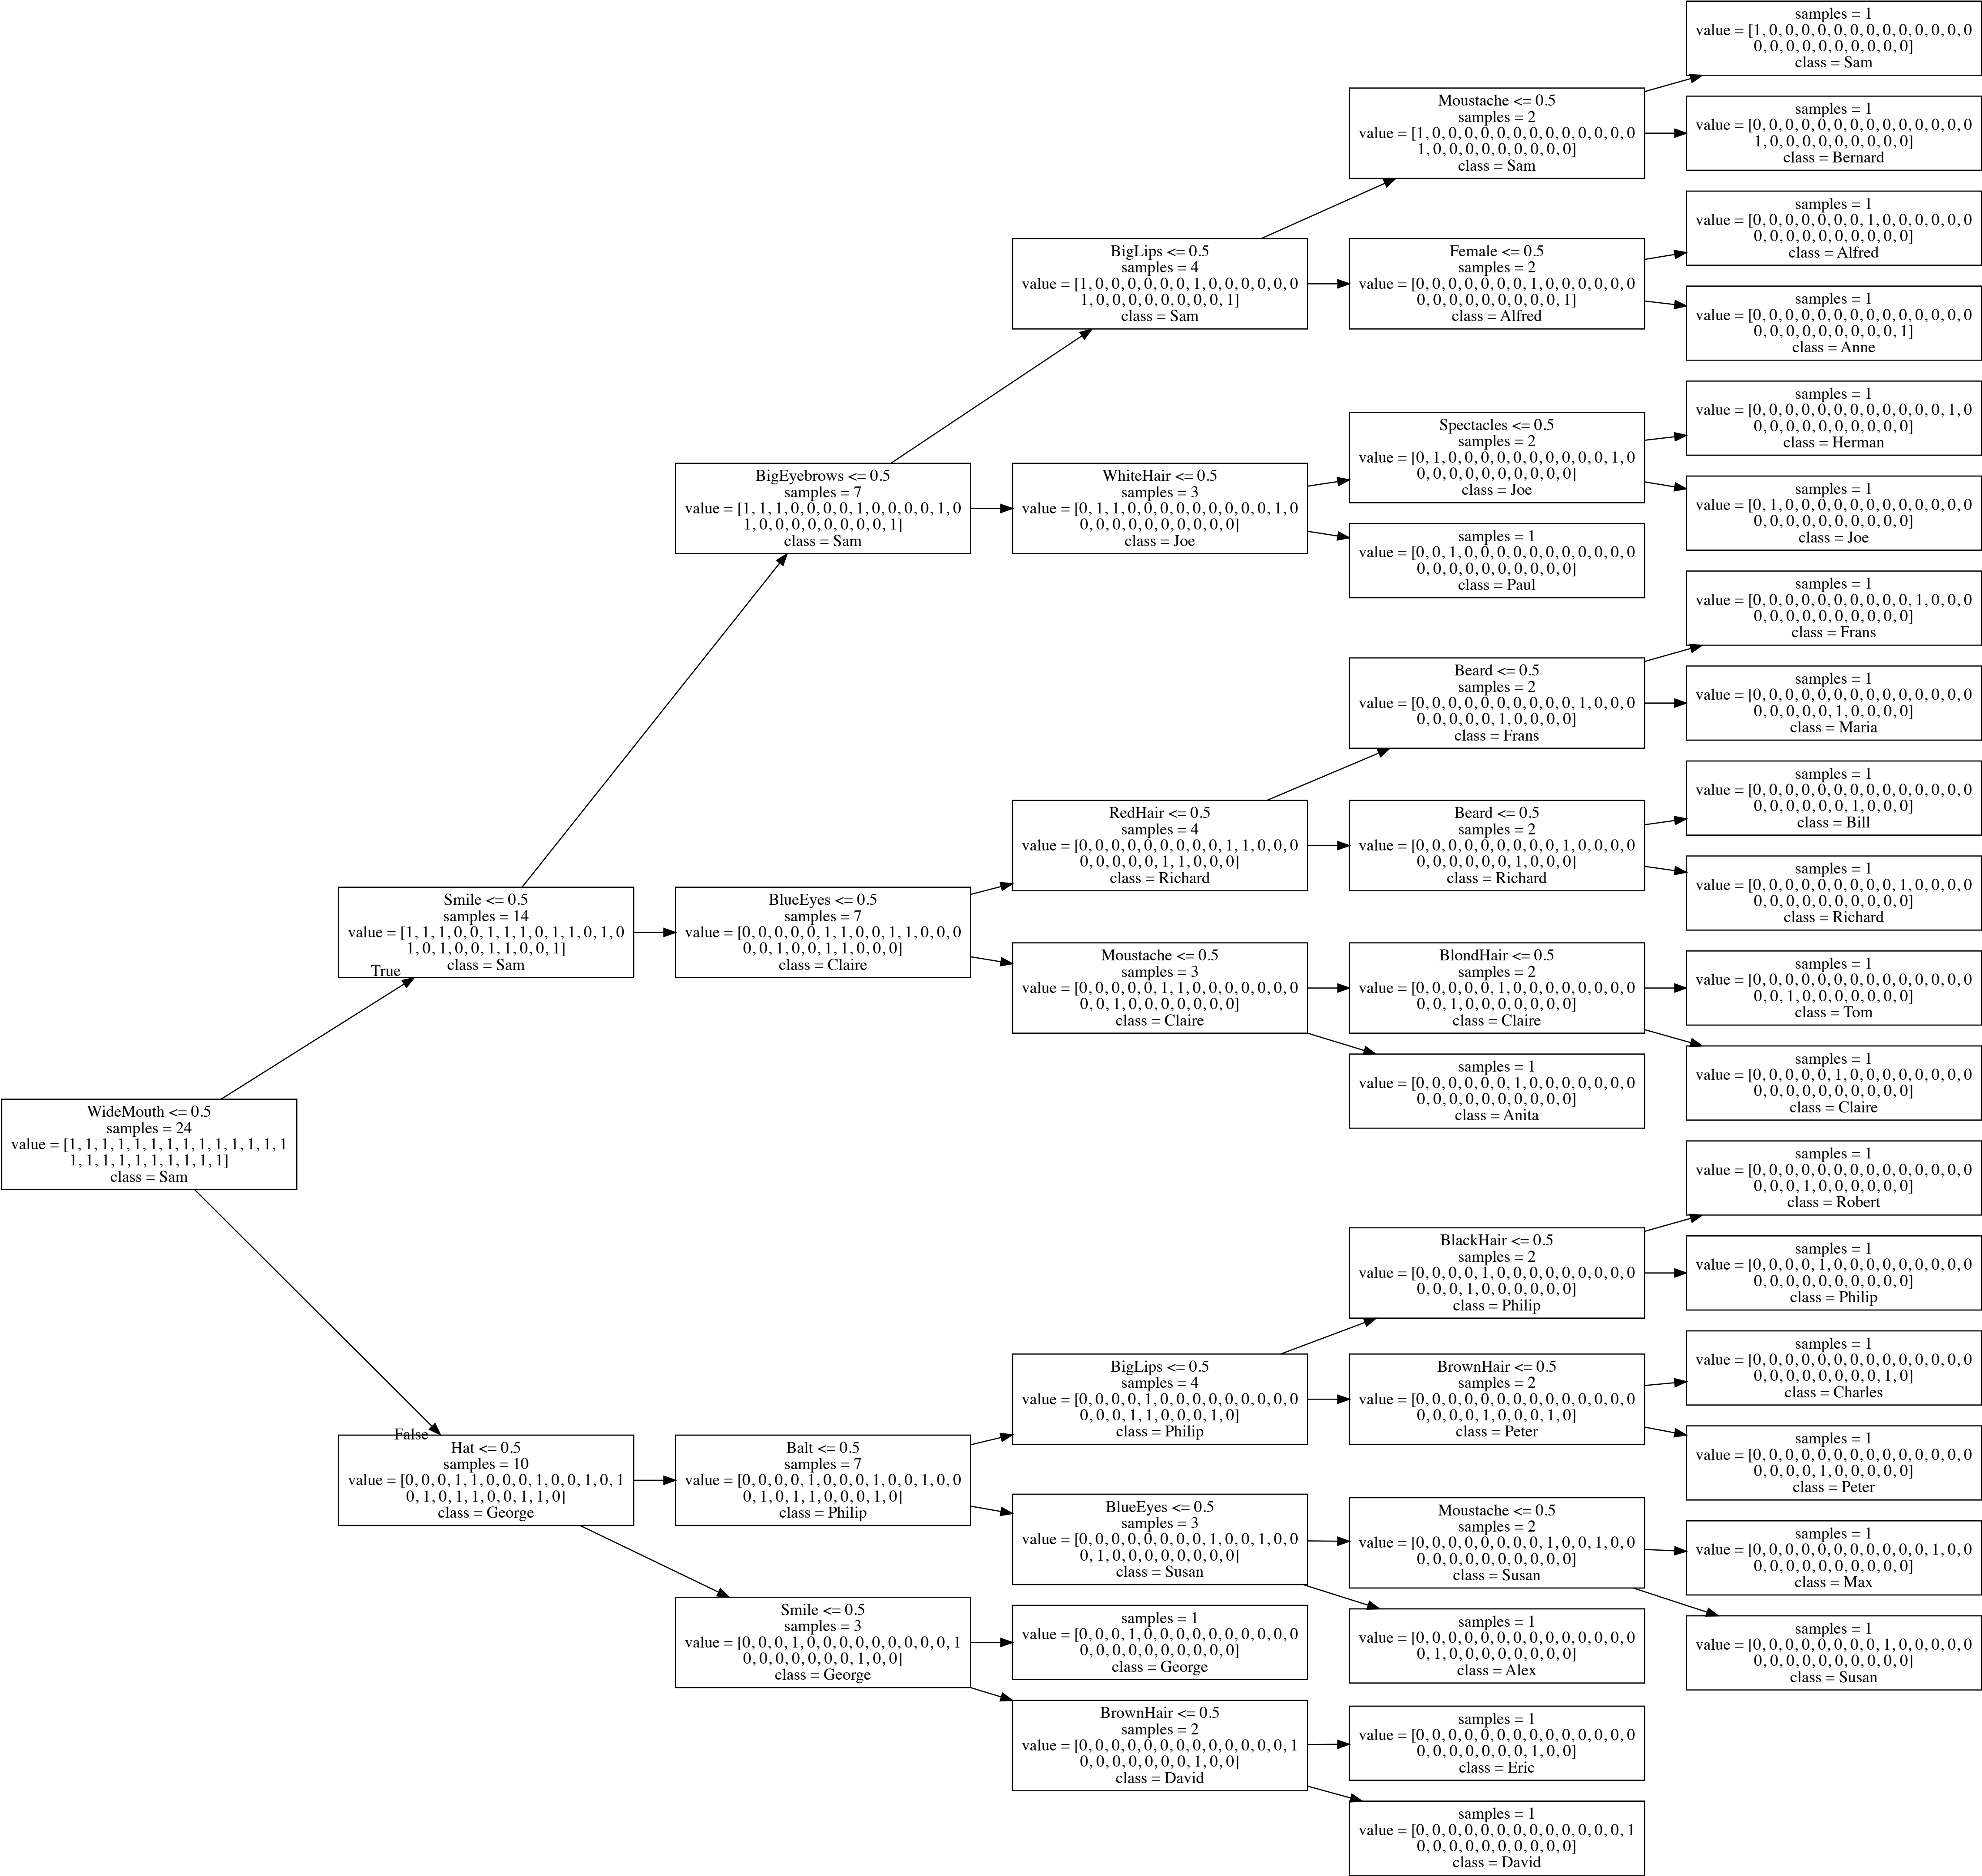 WideMouth <= 0.5
samples = 24
value = [1, 1, 1, 1, 1, 1, 1, 1, 1, 1, 1, 1, 1, 1
1, 1, 1, 1, 1, 1, 1, 1, 1, 1]
class = Sam
True
False
Smile <= 0.5
samples = 14
value = [1, 1, 1, 0, 0, 1, 1, 1, 0, 1, 1, 0, 1, 0
1, 0, 1, 0, 0, 1, 1, 0, 0, 1]
class = Sam
Hat <= 0.5
samples = 10
value = [0, 0, 0, 1, 1, 0, 0, 0, 1, 0, 0, 1, 0, 1
0, 1, 0, 1, 1, 0, 0, 1, 1, 0]
class = George
BigEyebrows <= 0.5
samples = 7
value = [1, 1, 1, 0, 0, 0, 0, 1, 0, 0, 0, 0, 1, 0
1, 0, 0, 0, 0, 0, 0, 0, 0, 1]
class = Sam
BlueEyes <= 0.5
samples = 7
value = [0, 0, 0, 0, 0, 1, 1, 0, 0, 1, 1, 0, 0, 0
0, 0, 1, 0, 0, 1, 1, 0, 0, 0]
class = Claire
Balt <= 0.5
samples = 7
value = [0, 0, 0, 0, 1, 0, 0, 0, 1, 0, 0, 1, 0, 0
0, 1, 0, 1, 1, 0, 0, 0, 1, 0]
class = Philip
Smile <= 0.5
samples = 3
value = [0, 0, 0, 1, 0, 0, 0, 0, 0, 0, 0, 0, 0, 1
0, 0, 0, 0, 0, 0, 0, 1, 0, 0]
class = George
BigLips <= 0.5
samples = 4
value = [1, 0, 0, 0, 0, 0, 0, 1, 0, 0, 0, 0, 0, 0
1, 0, 0, 0, 0, 0, 0, 0, 0, 1]
class = Sam
WhiteHair <= 0.5
samples = 3
value = [0, 1, 1, 0, 0, 0, 0, 0, 0, 0, 0, 0, 1, 0
0, 0, 0, 0, 0, 0, 0, 0, 0, 0]
class = Joe
RedHair <= 0.5
samples = 4
value = [0, 0, 0, 0, 0, 0, 0, 0, 0, 1, 1, 0, 0, 0
0, 0, 0, 0, 0, 1, 1, 0, 0, 0]
class = Richard
Moustache <= 0.5
samples = 3
value = [0, 0, 0, 0, 0, 1, 1, 0, 0, 0, 0, 0, 0, 0
0, 0, 1, 0, 0, 0, 0, 0, 0, 0]
class = Claire
BigLips <= 0.5
samples = 4
value = [0, 0, 0, 0, 1, 0, 0, 0, 0, 0, 0, 0, 0, 0
0, 0, 0, 1, 1, 0, 0, 0, 1, 0]
class = Philip
BlueEyes <= 0.5
samples = 3
value = [0, 0, 0, 0, 0, 0, 0, 0, 1, 0, 0, 1, 0, 0
0, 1, 0, 0, 0, 0, 0, 0, 0, 0]
class = Susan
samples = 1
value = [0, 0, 0, 1, 0, 0, 0, 0, 0, 0, 0, 0, 0, 0
0, 0, 0, 0, 0, 0, 0, 0, 0, 0]
class = George
BrownHair <= 0.5
samples = 2
value = [0, 0, 0, 0, 0, 0, 0, 0, 0, 0, 0, 0, 0, 1
0, 0, 0, 0, 0, 0, 0, 1, 0, 0]
class = David
Moustache <= 0.5
samples = 2
value = [1, 0, 0, 0, 0, 0, 0, 0, 0, 0, 0, 0, 0, 0
1, 0, 0, 0, 0, 0, 0, 0, 0, 0]
class = Sam
Female <= 0.5
samples = 2
value = [0, 0, 0, 0, 0, 0, 0, 1, 0, 0, 0, 0, 0, 0
0, 0, 0, 0, 0, 0, 0, 0, 0, 1]
class = Alfred
Spectacles <= 0.5
samples = 2
value = [0, 1, 0, 0, 0, 0, 0, 0, 0, 0, 0, 0, 1, 0
0, 0, 0, 0, 0, 0, 0, 0, 0, 0]
class = Joe
samples = 1
value = [0, 0, 1, 0, 0, 0, 0, 0, 0, 0, 0, 0, 0, 0
0, 0, 0, 0, 0, 0, 0, 0, 0, 0]
class = Paul
Beard <= 0.5
samples = 2
value = [0, 0, 0, 0, 0, 0, 0, 0, 0, 0, 1, 0, 0, 0
0, 0, 0, 0, 0, 1, 0, 0, 0, 0]
class = Frans
Beard <= 0.5
samples = 2
value = [0, 0, 0, 0, 0, 0, 0, 0, 0, 1, 0, 0, 0, 0
0, 0, 0, 0, 0, 0, 1, 0, 0, 0]
class = Richard
BlondHair <= 0.5
samples = 2
value = [0, 0, 0, 0, 0, 1, 0, 0, 0, 0, 0, 0, 0, 0
0, 0, 1, 0, 0, 0, 0, 0, 0, 0]
class = Claire
samples = 1
value = [0, 0, 0, 0, 0, 0, 1, 0, 0, 0, 0, 0, 0, 0
0, 0, 0, 0, 0, 0, 0, 0, 0, 0]
class = Anita
BlackHair <= 0.5
samples = 2
value = [0, 0, 0, 0, 1, 0, 0, 0, 0, 0, 0, 0, 0, 0
0, 0, 0, 1, 0, 0, 0, 0, 0, 0]
class = Philip
BrownHair <= 0.5
samples = 2
value = [0, 0, 0, 0, 0, 0, 0, 0, 0, 0, 0, 0, 0, 0
0, 0, 0, 0, 1, 0, 0, 0, 1, 0]
class = Peter
Moustache <= 0.5
samples = 2
value = [0, 0, 0, 0, 0, 0, 0, 0, 1, 0, 0, 1, 0, 0
0, 0, 0, 0, 0, 0, 0, 0, 0, 0]
class = Susan
samples = 1
value = [0, 0, 0, 0, 0, 0, 0, 0, 0, 0, 0, 0, 0, 0
0, 1, 0, 0, 0, 0, 0, 0, 0, 0]
class = Alex
samples = 1
value = [0, 0, 0, 0, 0, 0, 0, 0, 0, 0, 0, 0, 0, 0
0, 0, 0, 0, 0, 0, 0, 1, 0, 0]
class = Eric
samples = 1
value = [0, 0, 0, 0, 0, 0, 0, 0, 0, 0, 0, 0, 0, 1
0, 0, 0, 0, 0, 0, 0, 0, 0, 0]
class = David
samples = 1
value = [1, 0, 0, 0, 0, 0, 0, 0, 0, 0, 0, 0, 0, 0
0, 0, 0, 0, 0, 0, 0, 0, 0, 0]
class = Sam
samples = 1
value = [0, 0, 0, 0, 0, 0, 0, 0, 0, 0, 0, 0, 0, 0
1, 0, 0, 0, 0, 0, 0, 0, 0, 0]
class = Bernard
samples = 1
value = [0, 0, 0, 0, 0, 0, 0, 1, 0, 0, 0, 0, 0, 0
0, 0, 0, 0, 0, 0, 0, 0, 0, 0]
class = Alfred
samples = 1
value = [0, 0, 0, 0, 0, 0, 0, 0, 0, 0, 0, 0, 0, 0
0, 0, 0, 0, 0, 0, 0, 0, 0, 1]
class = Anne
samples = 1
value = [0, 0, 0, 0, 0, 0, 0, 0, 0, 0, 0, 0, 1, 0
0, 0, 0, 0, 0, 0, 0, 0, 0, 0]
class = Herman
samples = 1
value = [0, 1, 0, 0, 0, 0, 0, 0, 0, 0, 0, 0, 0, 0
0, 0, 0, 0, 0, 0, 0, 0, 0, 0]
class = Joe
samples = 1
value = [0, 0, 0, 0, 0, 0, 0, 0, 0, 0, 1, 0, 0, 0
0, 0, 0, 0, 0, 0, 0, 0, 0, 0]
class = Frans
samples = 1
value = [0, 0, 0, 0, 0, 0, 0, 0, 0, 0, 0, 0, 0, 0
0, 0, 0, 0, 0, 1, 0, 0, 0, 0]
class = Maria
samples = 1
value = [0, 0, 0, 0, 0, 0, 0, 0, 0, 0, 0, 0, 0, 0
0, 0, 0, 0, 0, 0, 1, 0, 0, 0]
class = Bill
samples = 1
value = [0, 0, 0, 0, 0, 0, 0, 0, 0, 1, 0, 0, 0, 0
0, 0, 0, 0, 0, 0, 0, 0, 0, 0]
class = Richard
samples = 1
value = [0, 0, 0, 0, 0, 0, 0, 0, 0, 0, 0, 0, 0, 0
0, 0, 1, 0, 0, 0, 0, 0, 0, 0]
class = Tom
samples = 1
value = [0, 0, 0, 0, 0, 1, 0, 0, 0, 0, 0, 0, 0, 0
0, 0, 0, 0, 0, 0, 0, 0, 0, 0]
class = Claire
samples = 1
value = [0, 0, 0, 0, 0, 0, 0, 0, 0, 0, 0, 0, 0, 0
0, 0, 0, 1, 0, 0, 0, 0, 0, 0]
class = Robert
samples = 1
value = [0, 0, 0, 0, 1, 0, 0, 0, 0, 0, 0, 0, 0, 0
0, 0, 0, 0, 0, 0, 0, 0, 0, 0]
class = Philip
samples = 1
value = [0, 0, 0, 0, 0, 0, 0, 0, 0, 0, 0, 0, 0, 0
0, 0, 0, 0, 0, 0, 0, 0, 1, 0]
class = Charles
samples = 1
value = [0, 0, 0, 0, 0, 0, 0, 0, 0, 0, 0, 0, 0, 0
0, 0, 0, 0, 1, 0, 0, 0, 0, 0]
class = Peter
samples = 1
value = [0, 0, 0, 0, 0, 0, 0, 0, 0, 0, 0, 1, 0, 0
0, 0, 0, 0, 0, 0, 0, 0, 0, 0]
class = Max
samples = 1
value = [0, 0, 0, 0, 0, 0, 0, 0, 1, 0, 0, 0, 0, 0
0, 0, 0, 0, 0, 0, 0, 0, 0, 0]
class = Susan